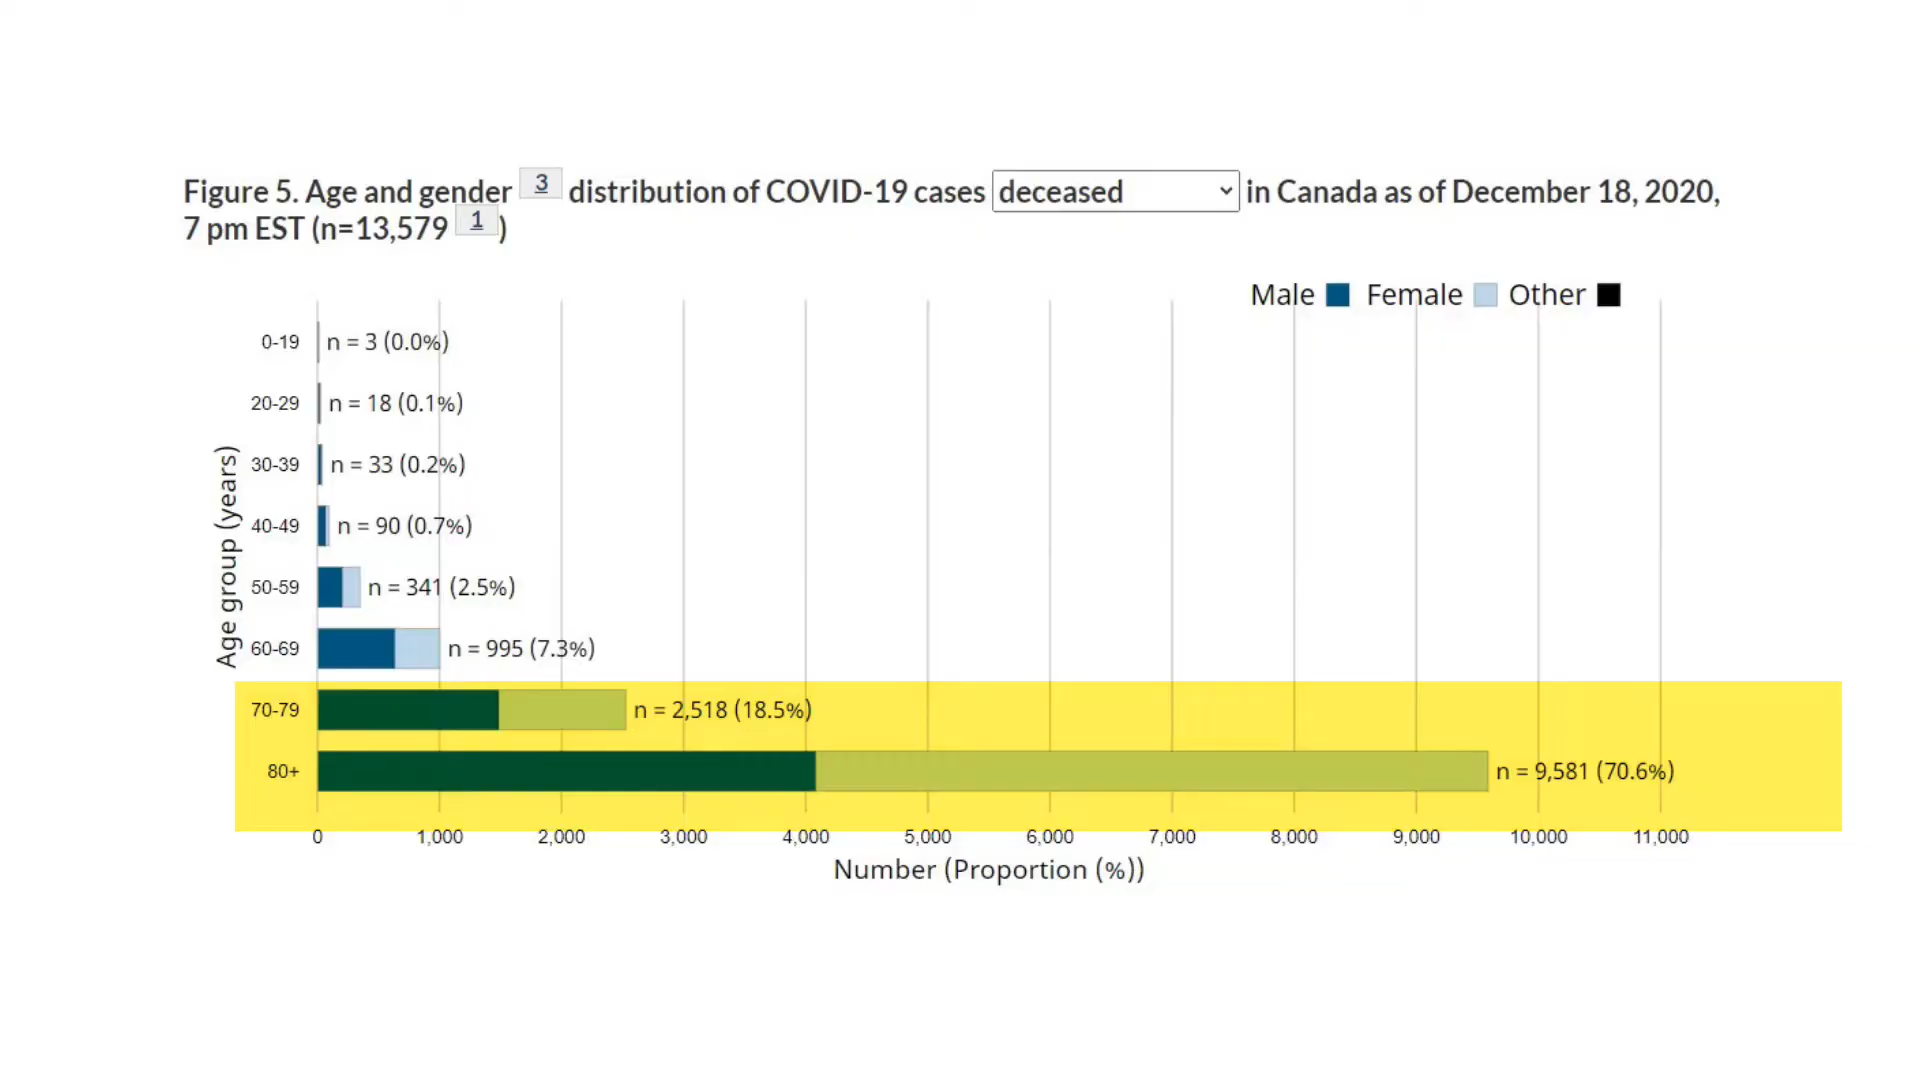 Figure 5. Age and gender 3 distribution of COVID-19 cases deceased in Canada as of December 18, 2020,
7 pm EST (n=13,579 1)
Male Female Other
Age group (years)
0-19 n = 3 (0.0%)
20-29 n = 18 (0.1%)
30-39 n = 33 (0.2%)
40-49 n = 90 (0.7%)
50-59 n = 341 (2.5%)
60-69 n = 995 (7.3%)
70-79 n = 2,518 (18.5%)
80+ n = 9,581 (70.6%)
0 1,000 2,000 3,000 4,000 5,000 6,000 7,000 8,000 9,000 10,000 11,000
Number (Proportion (%))